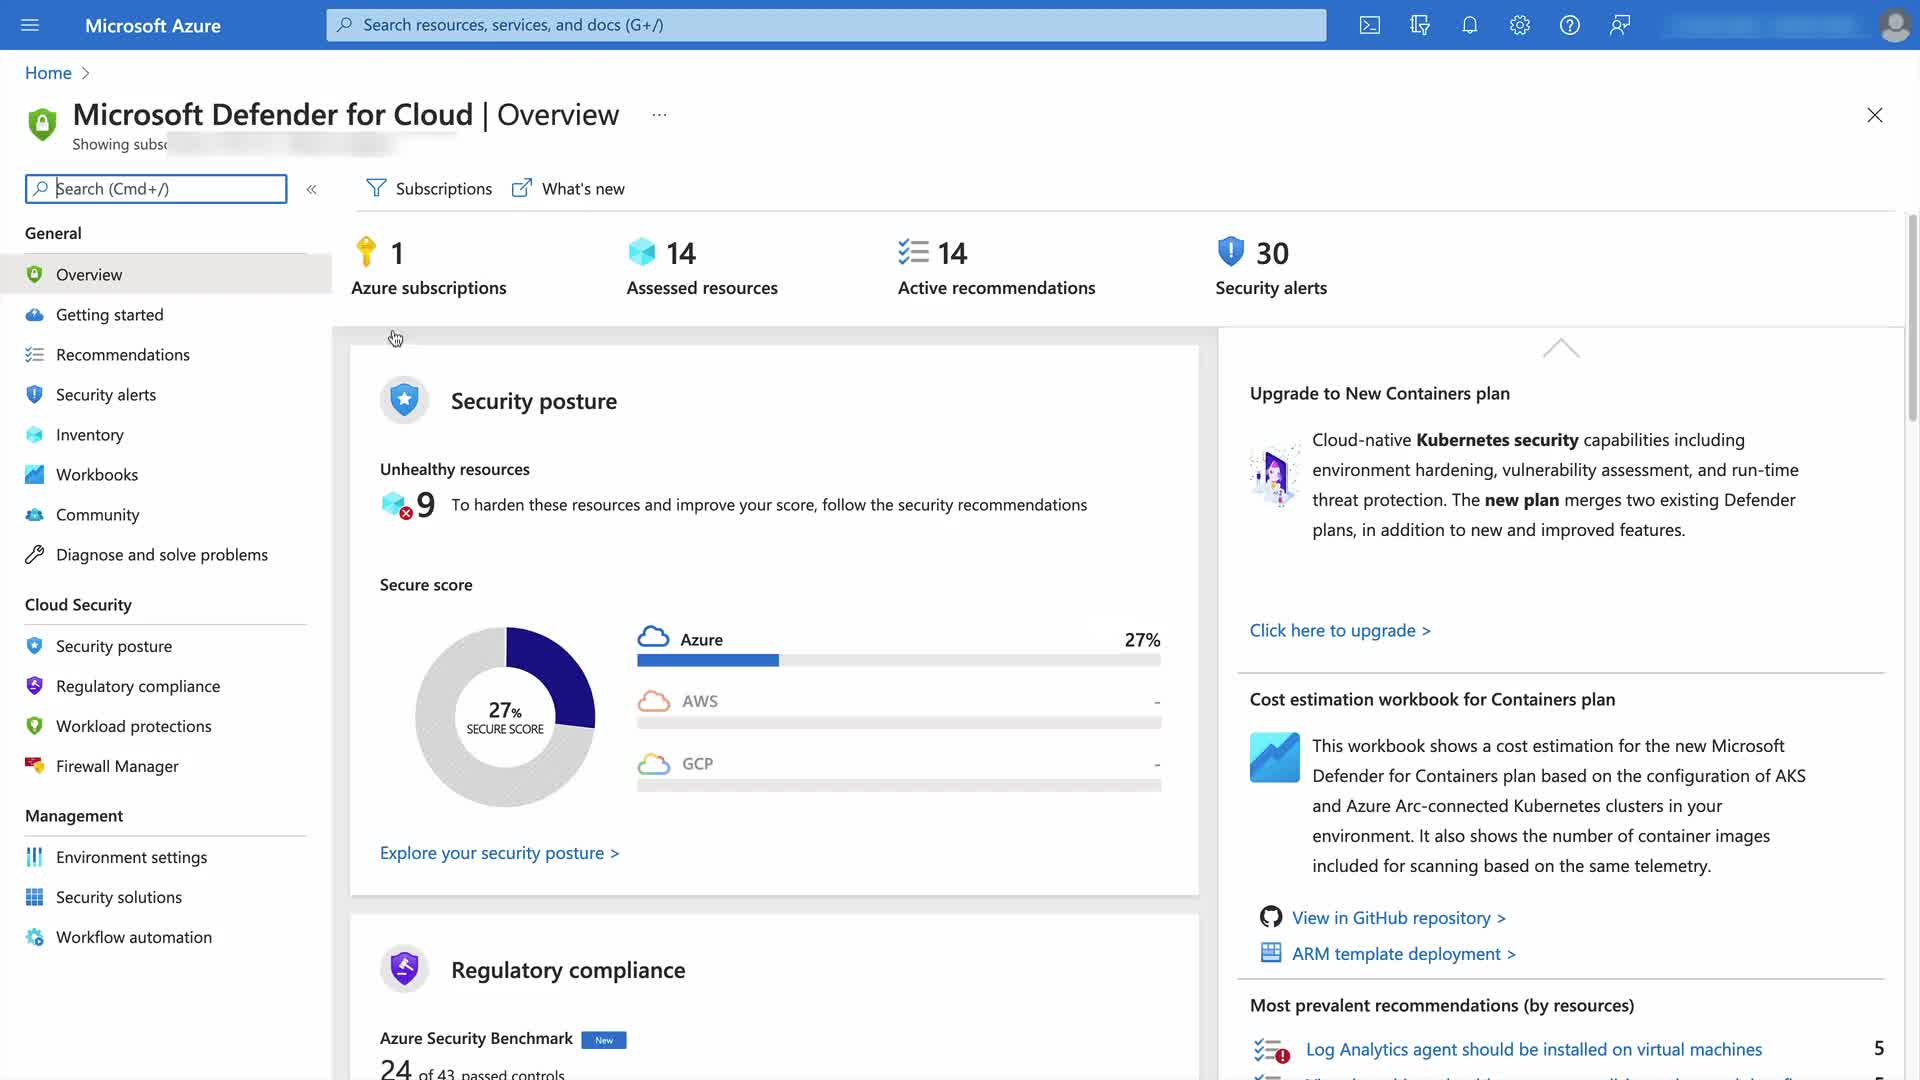 Microsoft Azure
Search resources, services, and docs (G+/)
Home
Microsoft Defender for Cloud | Overview
...
Showing
Search (Cmd+/)
«
Subscriptions
What's new
General
Overview
Getting started
Recommendations
Security alerts
Inventory
Workbooks
Community
Diagnose and solve problems
Cloud Security
Security posture
Regulatory compliance
Workload protections
Firewall Manager
Management
Environment settings
Security solutions
Workflow automation
1
Azure subscriptions
14
Assessed resources
14
Active recommendations
30
Security alerts
Security posture
Unhealthy resources
9 To harden these resources and improve your score, follow the security recommendations
Secure score
27%
SECURE SCORE
Azure 27%
AWS -
GCP -
Explore your security posture >
Regulatory compliance
Azure Security Benchmark New
24 of 43 passed controls
Upgrade to New Containers plan
Cloud-native Kubernetes security capabilities including
environment hardening, vulnerability assessment, and run-time
threat protection. The new plan merges two existing Defender
plans, in addition to new and improved features.
Click here to upgrade >
Cost estimation workbook for Containers plan
This workbook shows a cost estimation for the new Microsoft
Defender for Containers plan based on the configuration of AKS
and Azure Arc-connected Kubernetes clusters in your
environment. It also shows the number of container images
included for scanning based on the same telemetry.
View in GitHub repository >
ARM template deployment >
Most prevalent recommendations (by resources)
Log Analytics agent should be installed on virtual machines 5